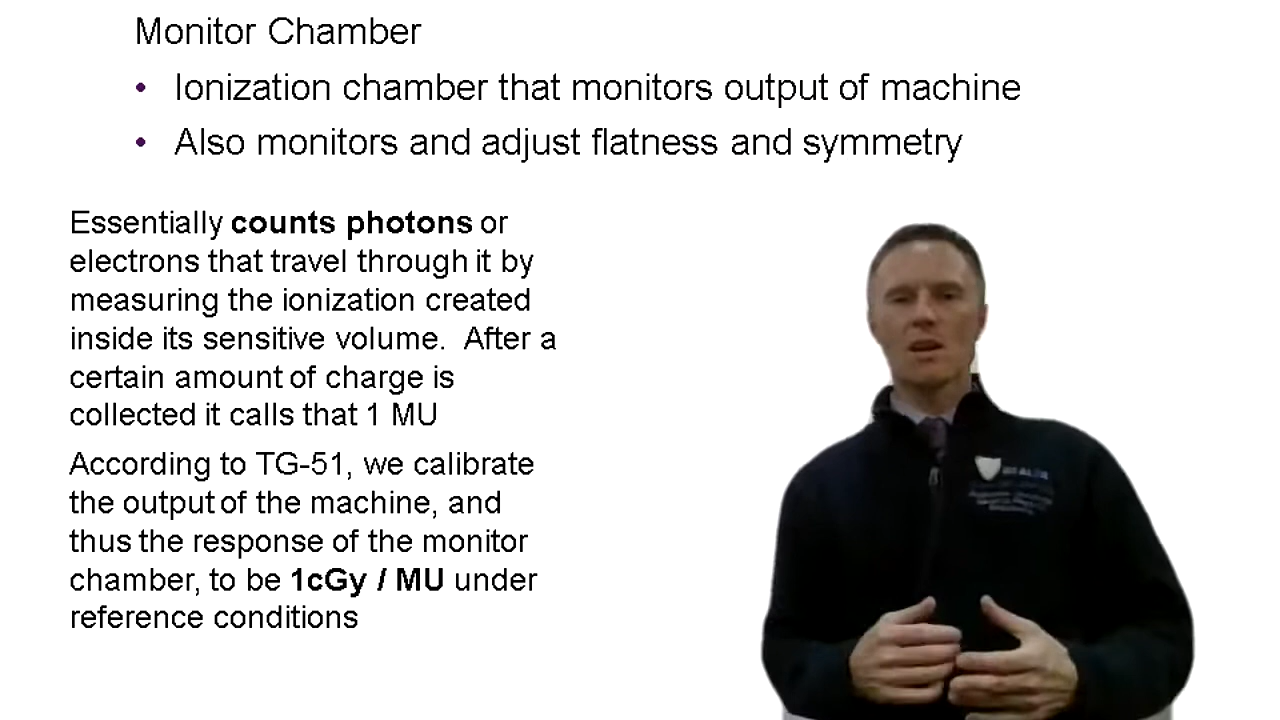 Monitor Chamber
• Ionization chamber that monitors output of machine
• Also monitors and adjust flatness and symmetry
Essentially counts photons or
electrons that travel through it by
measuring the ionization created
inside its sensitive volume. After a
certain amount of charge is
collected it calls that 1 MU
According to TG-51, we calibrate
the output of the machine, and
thus the response of the monitor
chamber, to be 1cGy / MU under
reference conditions